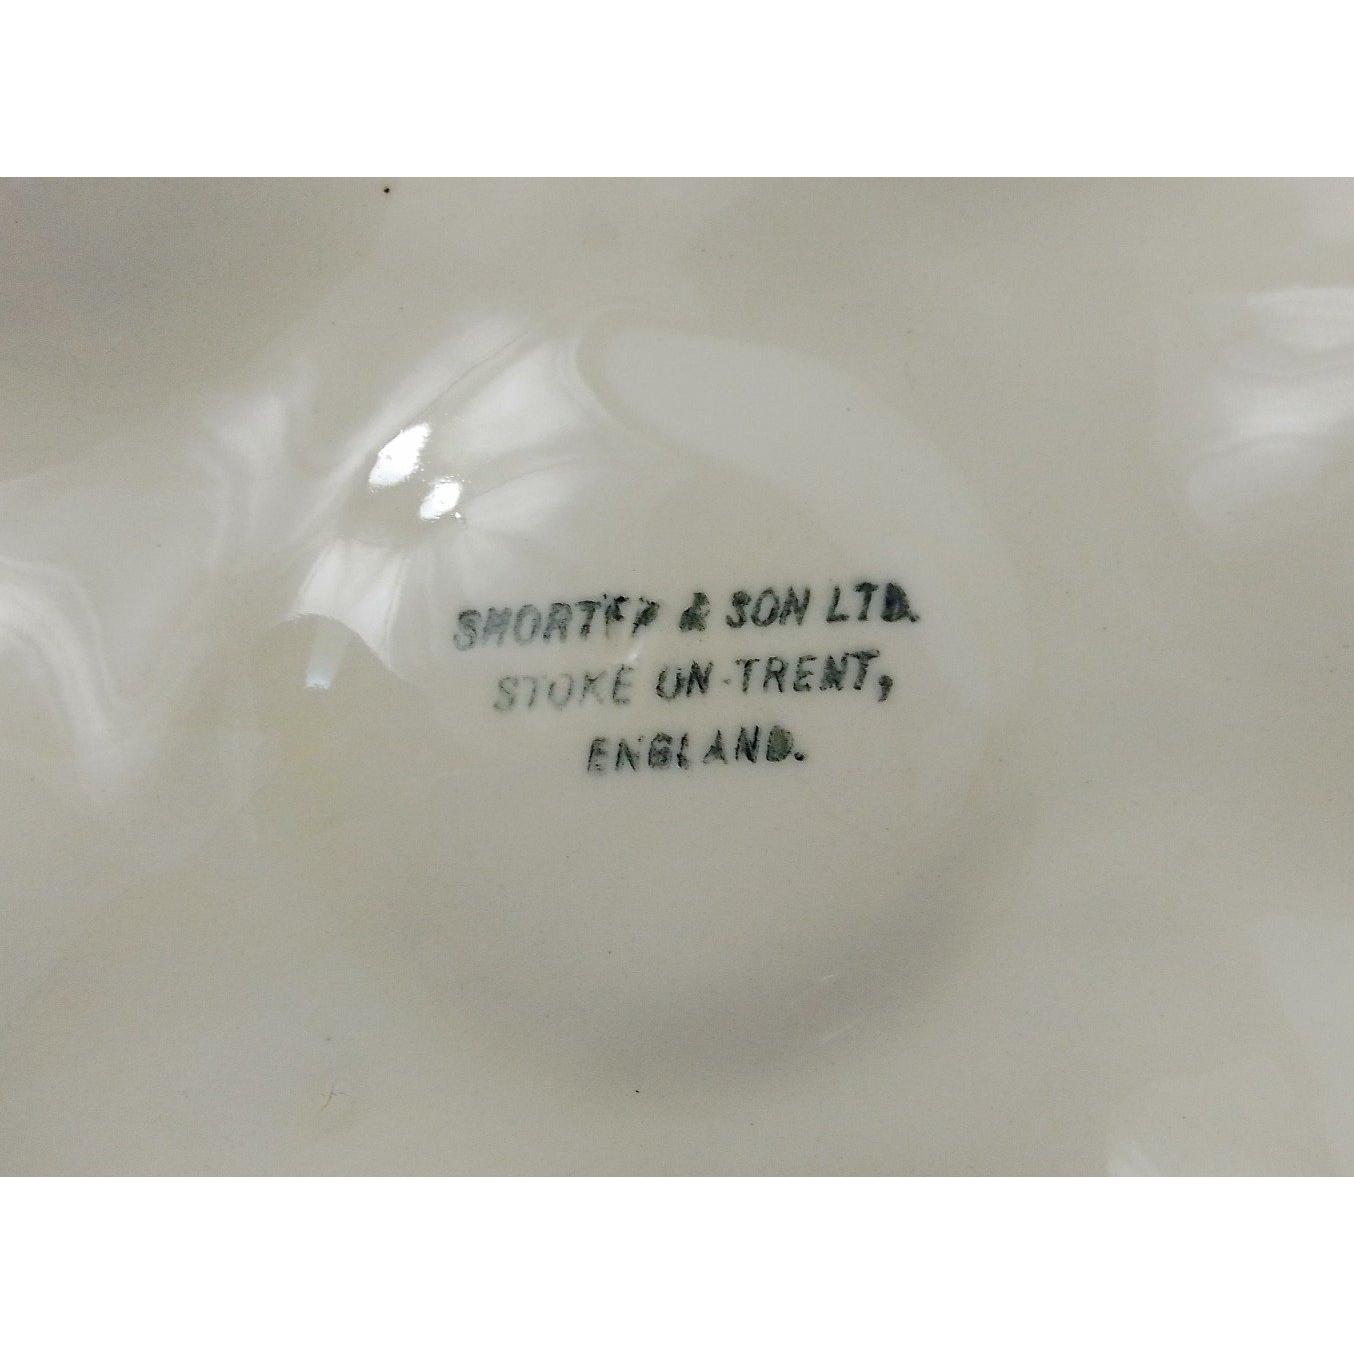 SHORTER & SON LTD.
STOKE ON-TRENT,
ENGLAND.